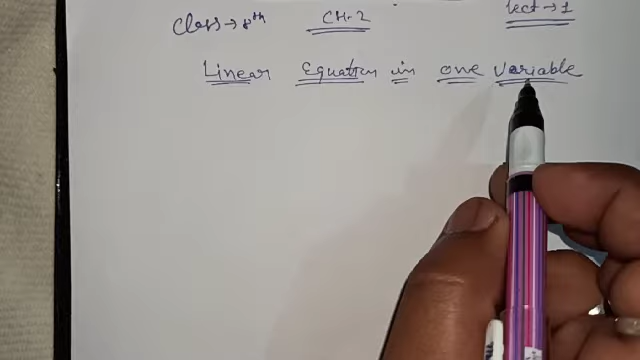 Class → 8th CH-2 lect → 1
Linear Equation in one variable